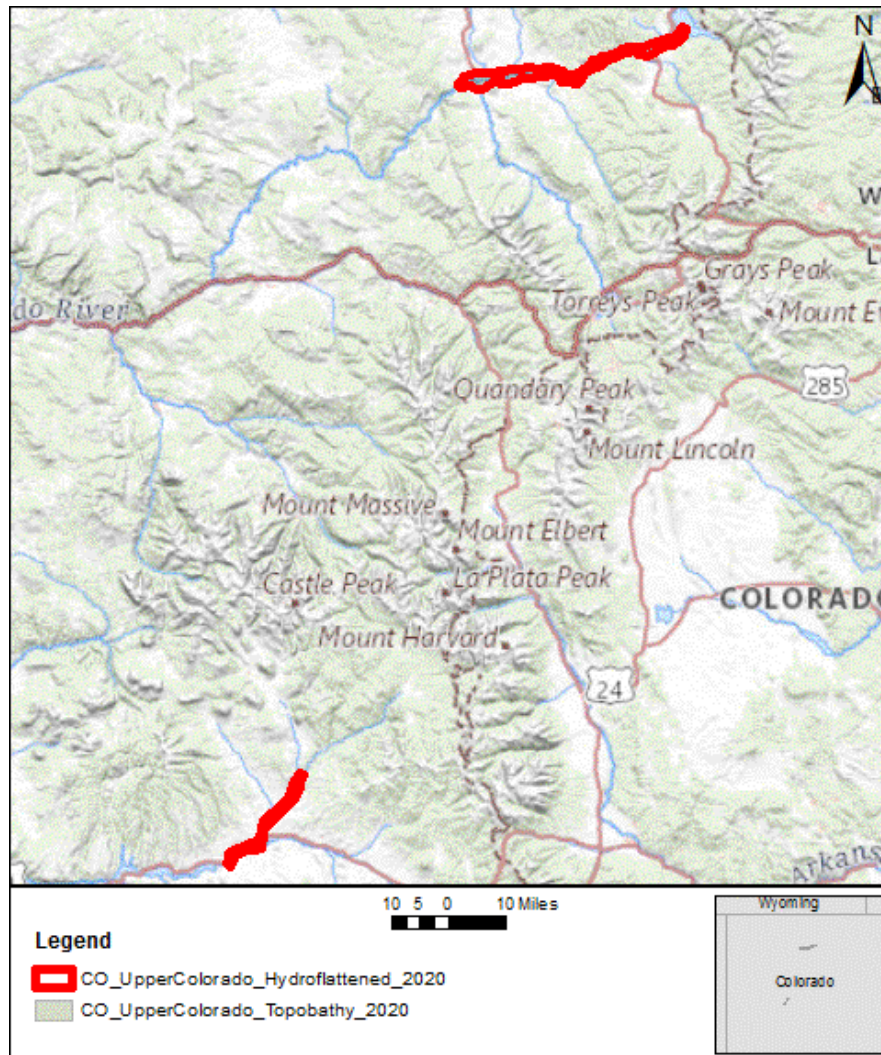 N
W
L
Grays Peak
do River
Torreys Peak
Mount Ev
Quandary Peak
285
Mount Lincoln
Mount Massive
Mount Elbert
Castle Peak
La Plata Peak
COLORADO
Mount Harvard
24
Arkans
10 5 0 10 Miles
Wyoming
Legend
CO_UpperColorado_Hydroflattened_2020
Colorado
CO_UpperColorado_Topobathy_2020